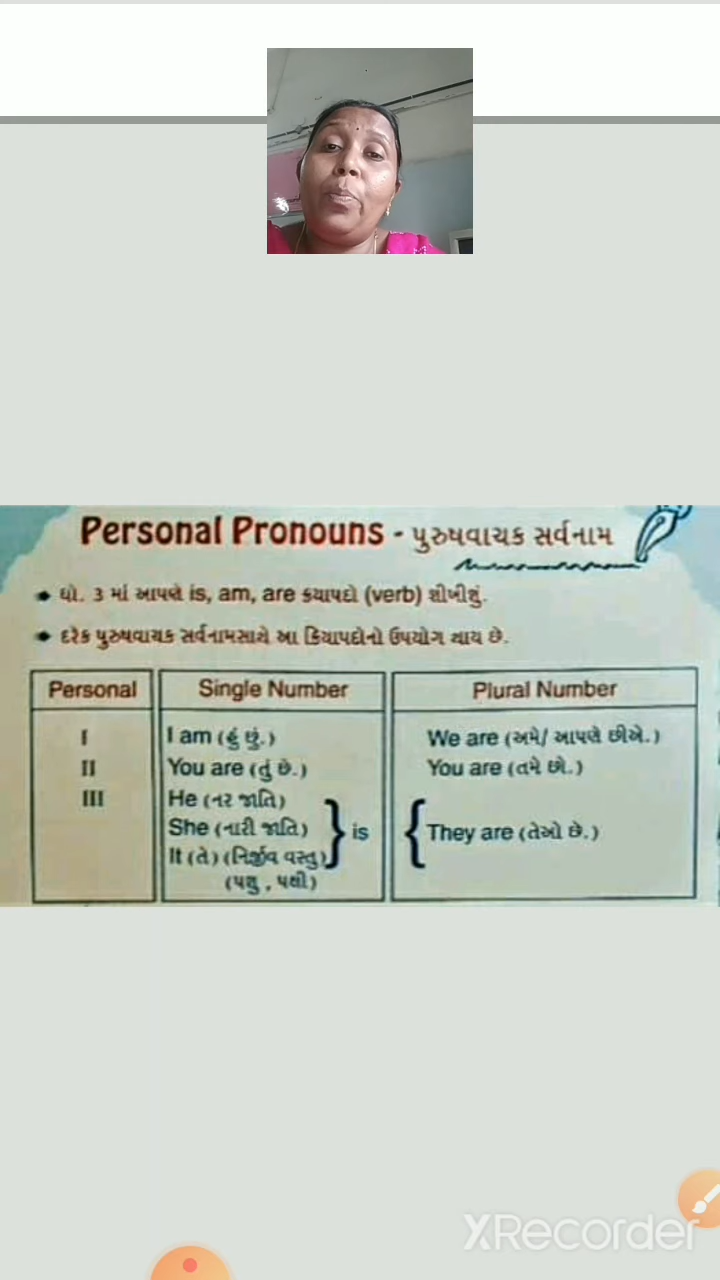 Personal Pronouns - પુરુષવાચક સર્વનામ
ધો. ૩ માં આપણે is, am, are ક્યાપદો (verb) શીખીશું.
દરેક પુરુષવાચક સર્વનામસાથે આ ક્રિયાપદોનો ઉપયોગ થાય છે.
Personal Single Number Plural Number
I I am (હું છું.) We are (અમે/ આપણે છીએ.)
II You are (તું છે.) You are (તમે છો.)
III He (નર જાતિ)
She (નારી જાતિ) } is { They are (તેઓ છે.)
It (તે) (નિર્જીવ વસ્તુ)
(પશુ , પક્ષી)
XRecorder